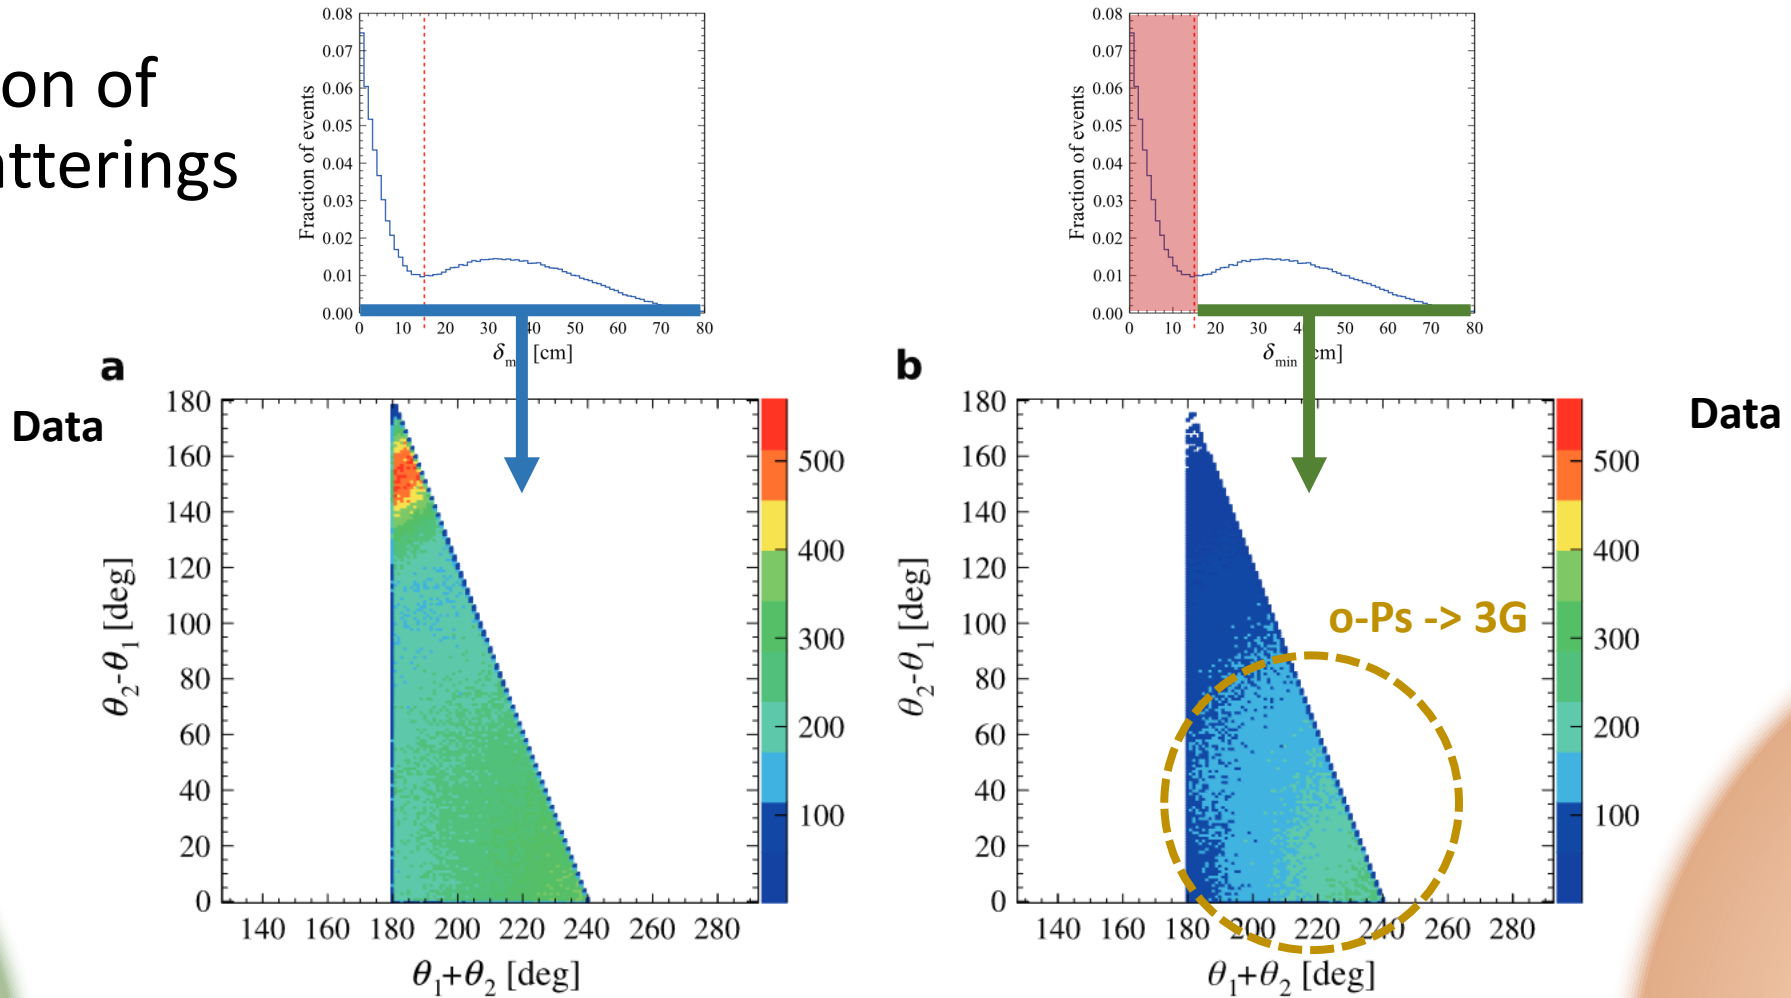 on of
atterings
0.08
0.07
0.06
0.05
0.04
0.03
0.02
0.01
0.00
Fraction of events
0 10 20 30 40 50 60 70 80
δm [cm]
0.08
0.07
0.06
0.05
0.04
0.03
0.02
0.01
0.00
Fraction of events
0 10 20 30 4 50 60 70 80
δmin cm]
a
Data
180
160
140
120
100
80
60
40
20
0
θ2-θ1 [deg]
140 160 180 200 220 240 260 280
θ1+θ2 [deg]
500
400
300
200
100
b
Data
180
160
140
120
100
80
60
40
20
0
θ2-θ1 [deg]
o-Ps -> 3G
140 160 180 200 220 240 260 280
θ1+θ2 [deg]
500
400
300
200
100